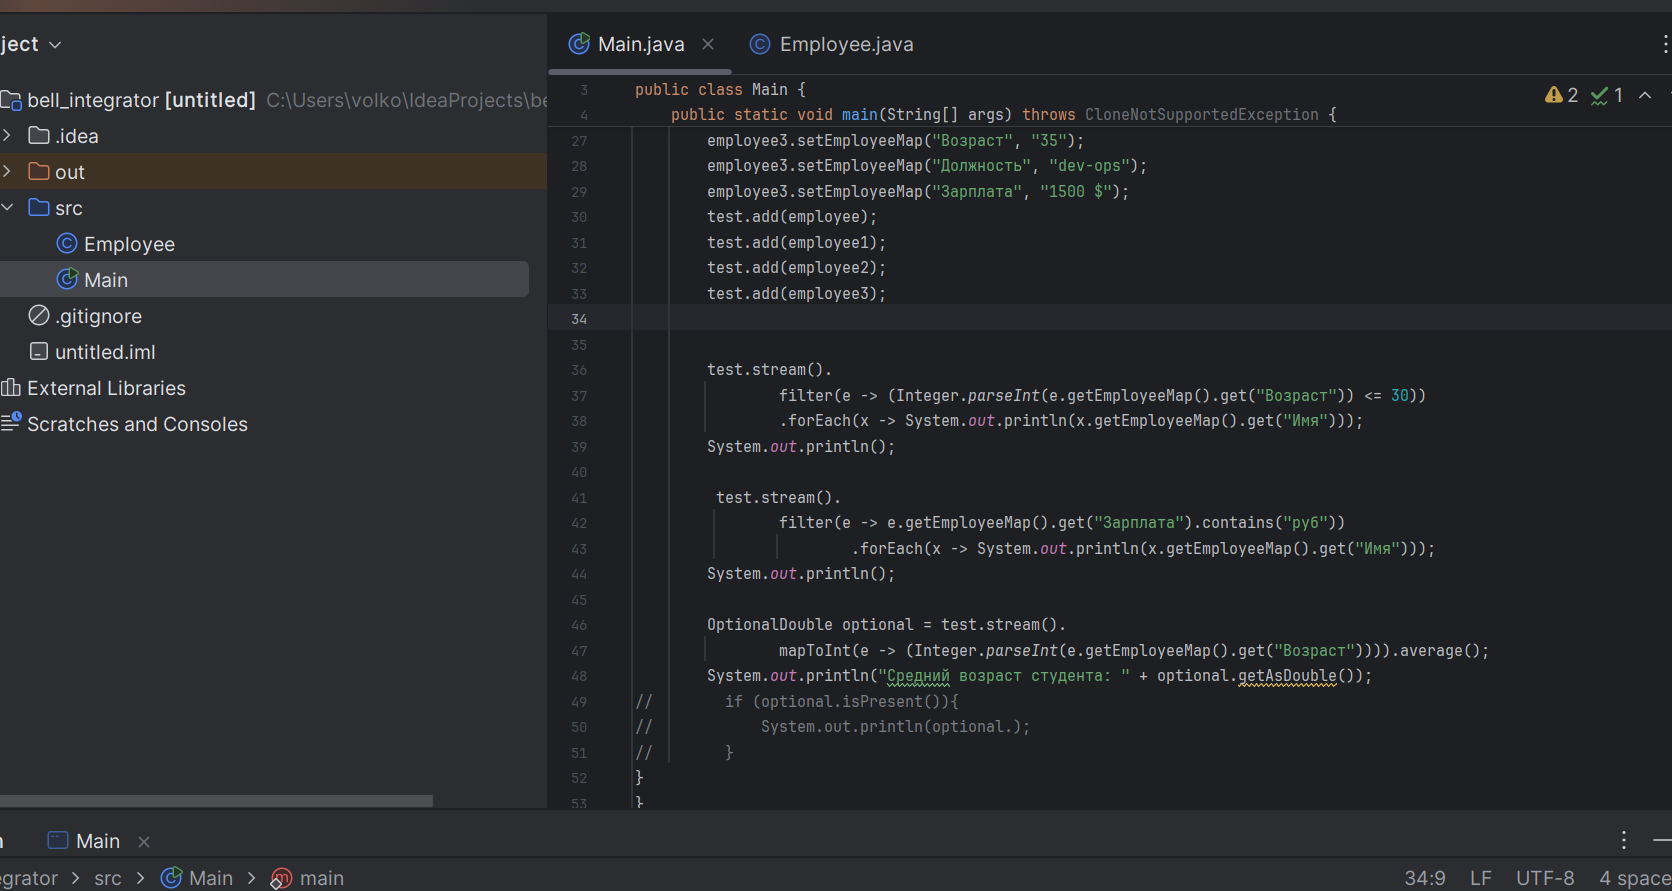 ject
Main.java
Employee.java
bell_integrator [untitled] C:\Users\volko\IdeaProjects\be
.idea
out
src
Employee
Main
.gitignore
untitled.iml
External Libraries
Scratches and Consoles
2 1
3 public class Main {
4 public static void main(String[] args) throws CloneNotSupportedException {
27 employee3.setEmployeeMap("Возраст", "35");
28 employee3.setEmployeeMap("Должность", "dev-ops");
29 employee3.setEmployeeMap("Зарплата", "1500 $");
30 test.add(employee);
31 test.add(employee1);
32 test.add(employee2);
33 test.add(employee3);
34
35
36 test.stream().
37 filter(e -> (Integer.parseInt(e.getEmployeeMap().get("Возраст")) <= 30))
38 .forEach(x -> System.out.println(x.getEmployeeMap().get("Имя")));
39 System.out.println();
40
41 test.stream().
42 filter(e -> e.getEmployeeMap().get("Зарплата").contains("руб"))
43 .forEach(x -> System.out.println(x.getEmployeeMap().get("Имя")));
44 System.out.println();
45
46 OptionalDouble optional = test.stream().
47 mapToInt(e -> (Integer.parseInt(e.getEmployeeMap().get("Возраст")))).average();
48 System.out.println("Средний возраст студента: " + optional.getAsDouble());
49 // if (optional.isPresent()){
50 // System.out.println(optional.);
51 // }
52 }
53 }
Main
egrator > src > Main > main
34:9 LF UTF-8 4 space